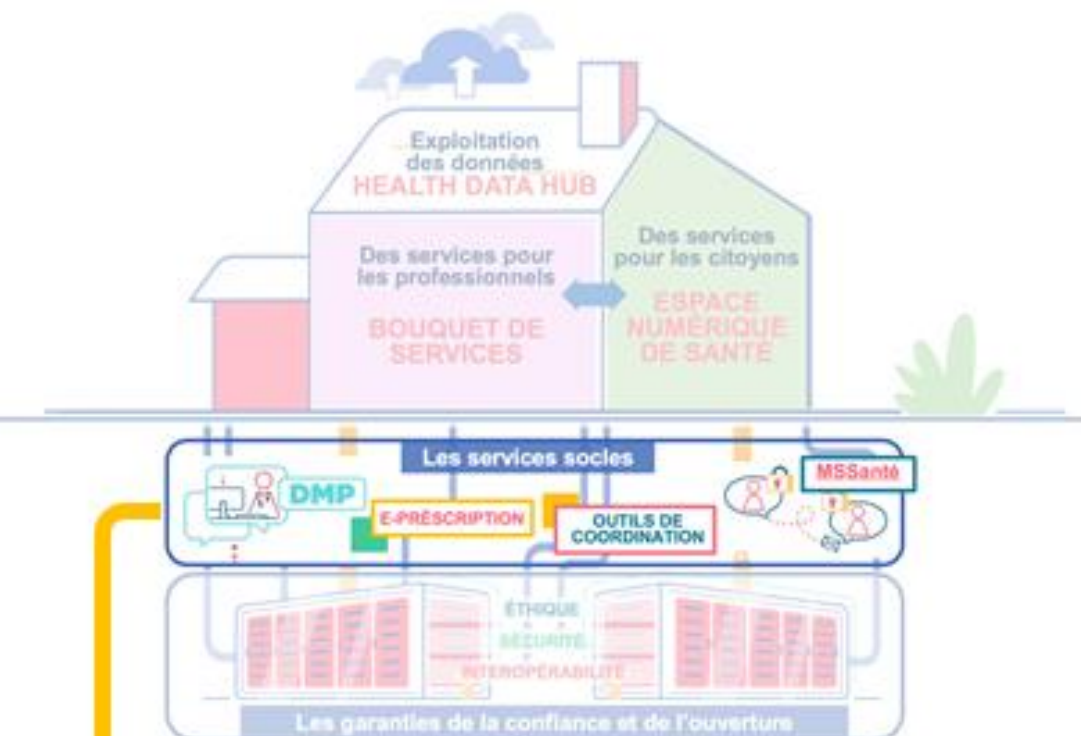 Exploitation
des données
HEALTH DATA HUB
Des services pour
les professionnels
BOUQUET DE
SERVICES
Des services
pour les citoyens
ESPACE
NUMÉRIQUE
DE SANTÉ
Les services socles
DMP
E-PRÉSCRIPTION
OUTILS DE
COORDINATION
MSSanté
ÉTHIQUE
SÉCURITÉ
INTEROPÉRABILITÉ
Les garanties de la confiance et de l'ouverture